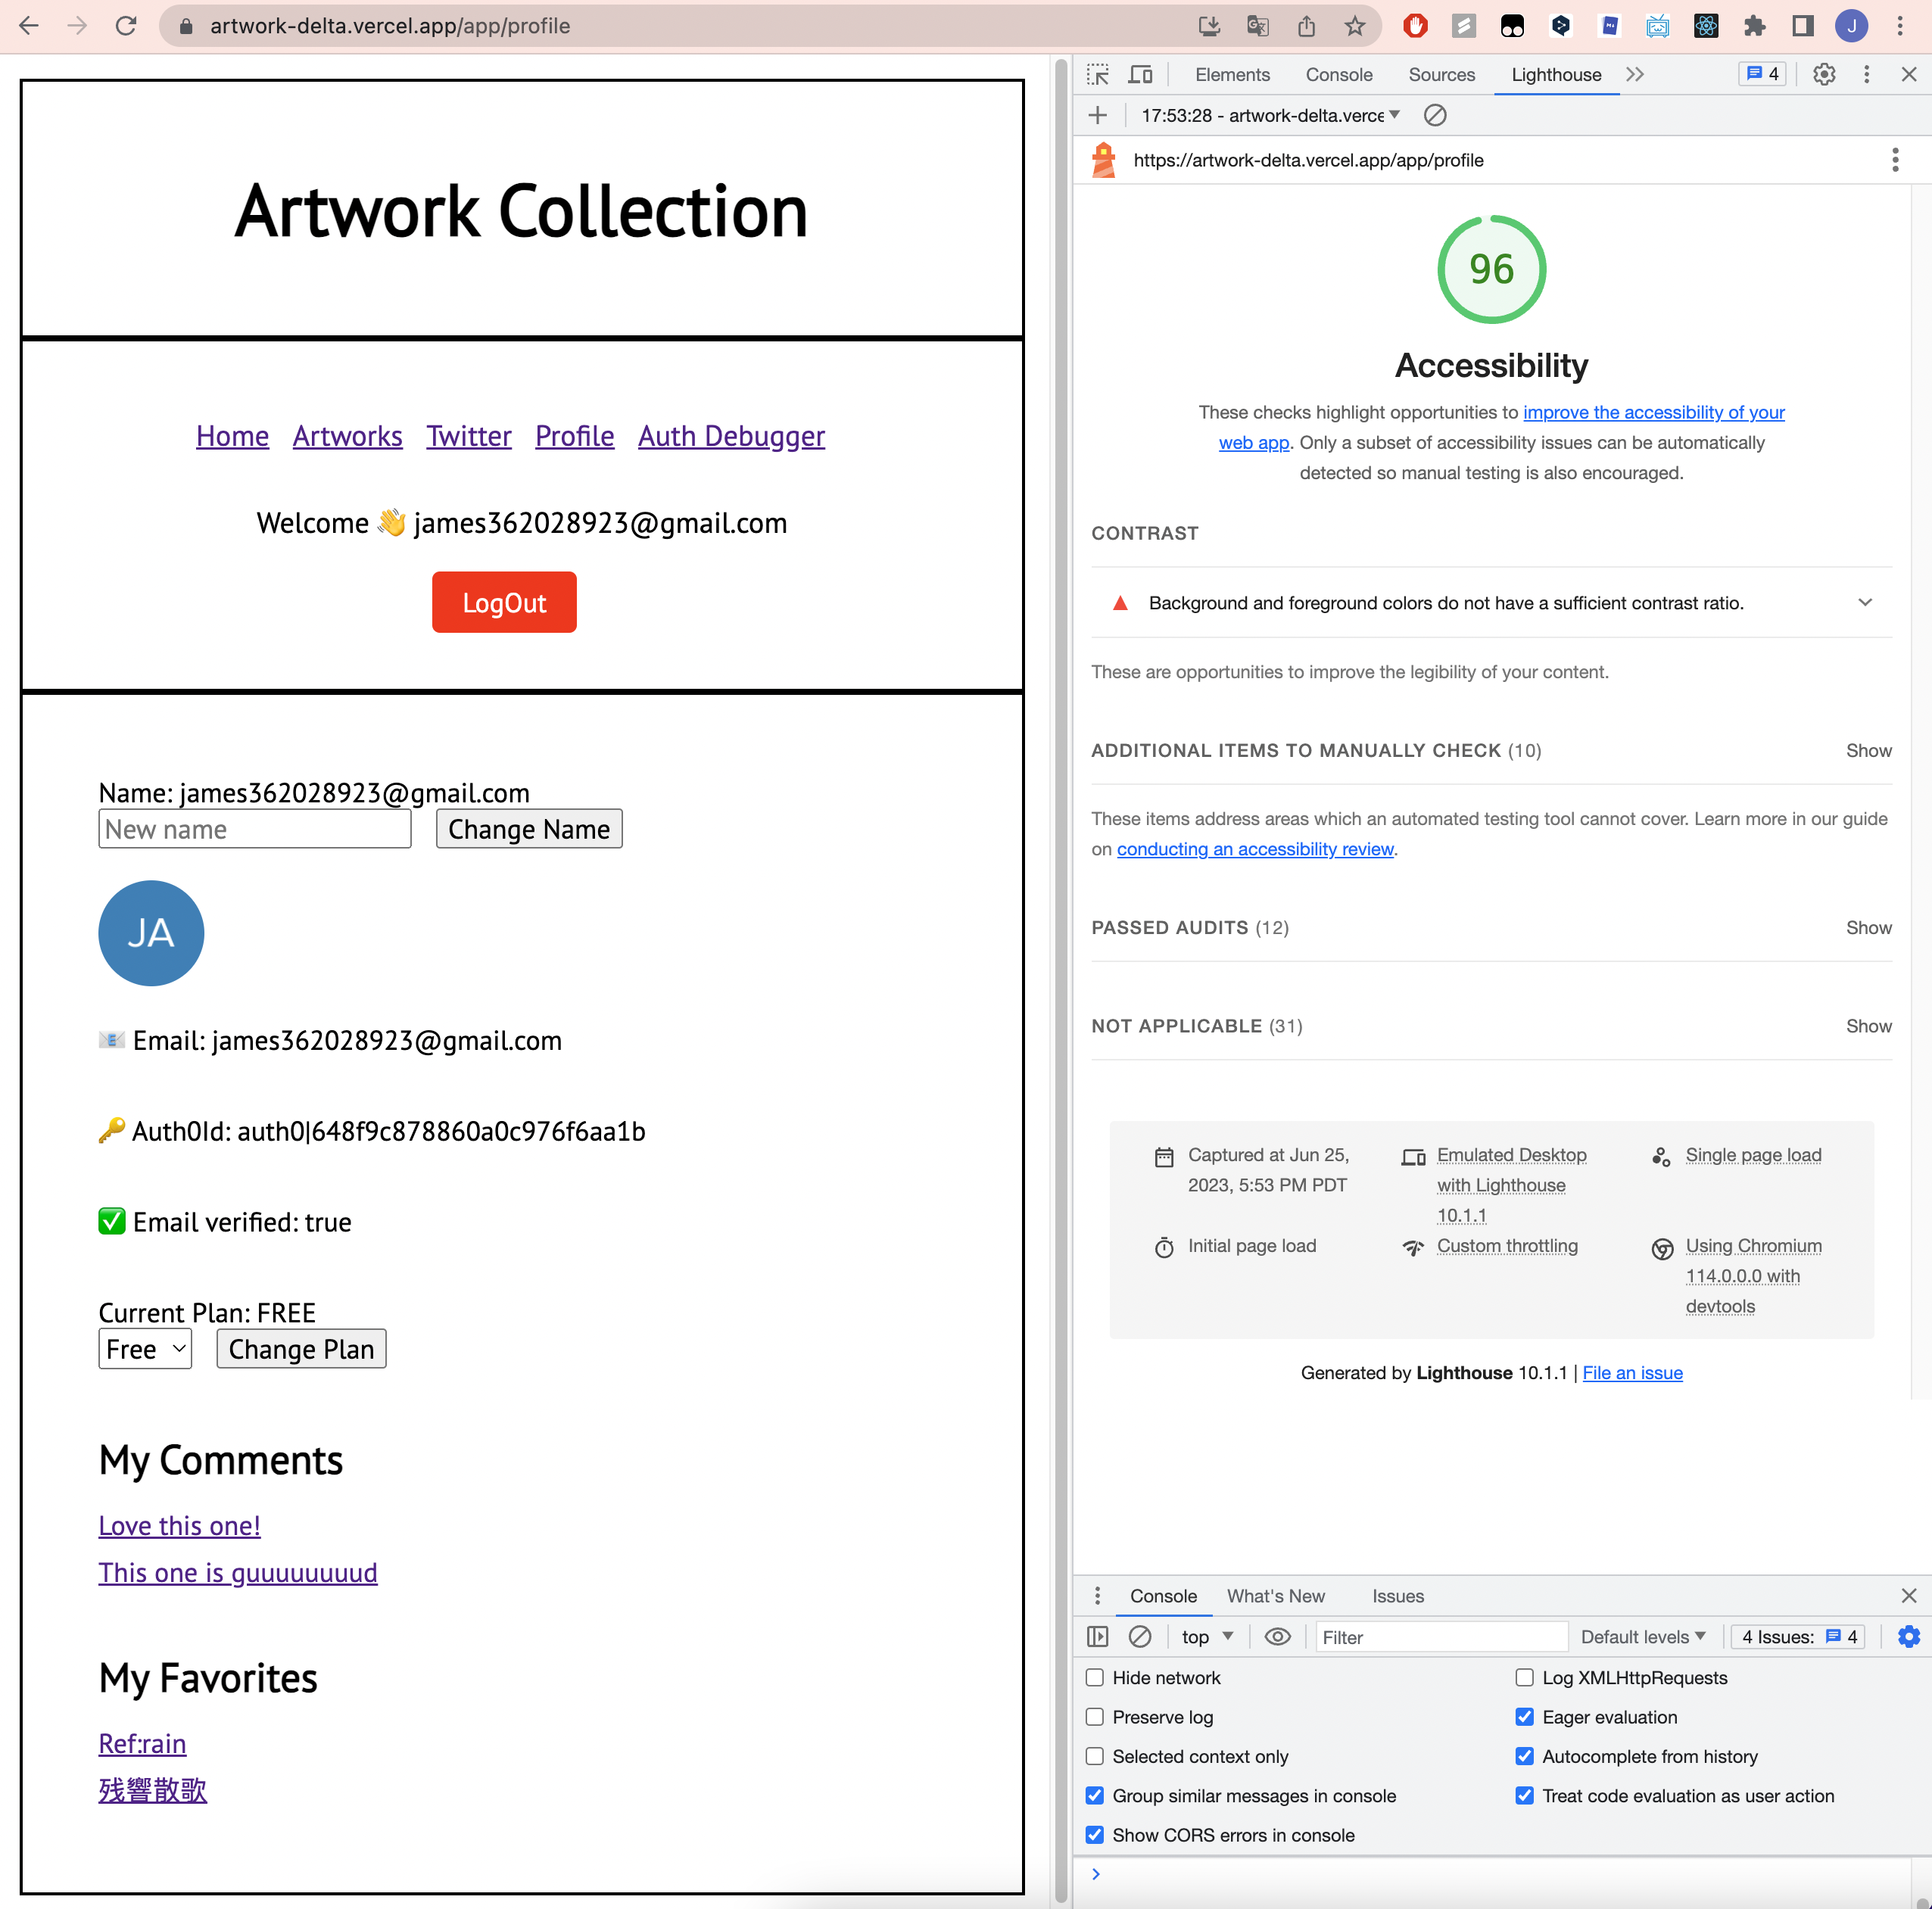 artwork-delta.vercel.app/app/profile
J
Artwork Collection
Home Artworks Twitter Profile Auth Debugger
Welcome 👋 james362028923@gmail.com
LogOut
Name: james362028923@gmail.com
New name Change Name
JA
📧 Email: james362028923@gmail.com
🔑 Auth0Id: auth0|648f9c878860a0c976f6aa1b
✅ Email verified: true
Current Plan: FREE
Free Change Plan
My Comments
Love this one!
This one is guuuuuuuud
My Favorites
Ref:rain
残響散歌
Elements Console Sources Lighthouse 4
17:53:28 - artwork-delta.verce
https://artwork-delta.vercel.app/app/profile
96
Accessibility
These checks highlight opportunities to improve the accessibility of your
web app. Only a subset of accessibility issues can be automatically
detected so manual testing is also encouraged.
CONTRAST
Background and foreground colors do not have a sufficient contrast ratio.
These are opportunities to improve the legibility of your content.
ADDITIONAL ITEMS TO MANUALLY CHECK (10) Show
These items address areas which an automated testing tool cannot cover. Learn more in our guide
on conducting an accessibility review.
PASSED AUDITS (12) Show
NOT APPLICABLE (31) Show
Captured at Jun 25,
2023, 5:53 PM PDT
Emulated Desktop
with Lighthouse
10.1.1
Single page load
Initial page load
Custom throttling
Using Chromium
114.0.0.0 with
devtools
Generated by Lighthouse 10.1.1 | File an issue
Console What's New Issues
top Filter Default levels 4 Issues: 4
Hide network Log XMLHttpRequests
Preserve log Eager evaluation
Selected context only Autocomplete from history
Group similar messages in console Treat code evaluation as user action
Show CORS errors in console